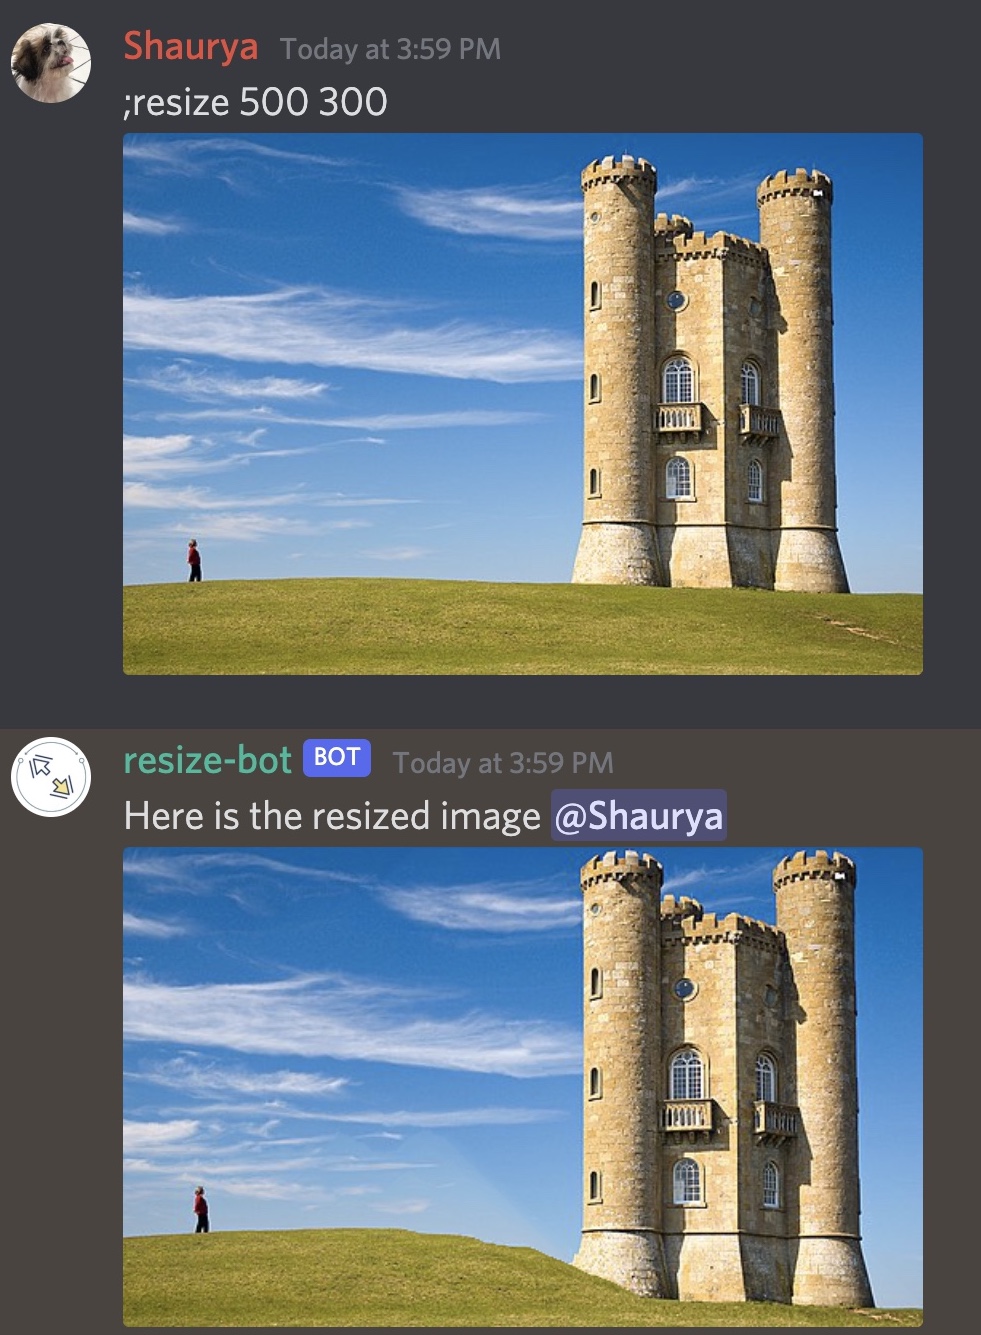 Shaurya Today at 3:59 PM
;resize 500 300
resize-bot BOT Today at 3:59 PM
Here is the resized image @Shaurya